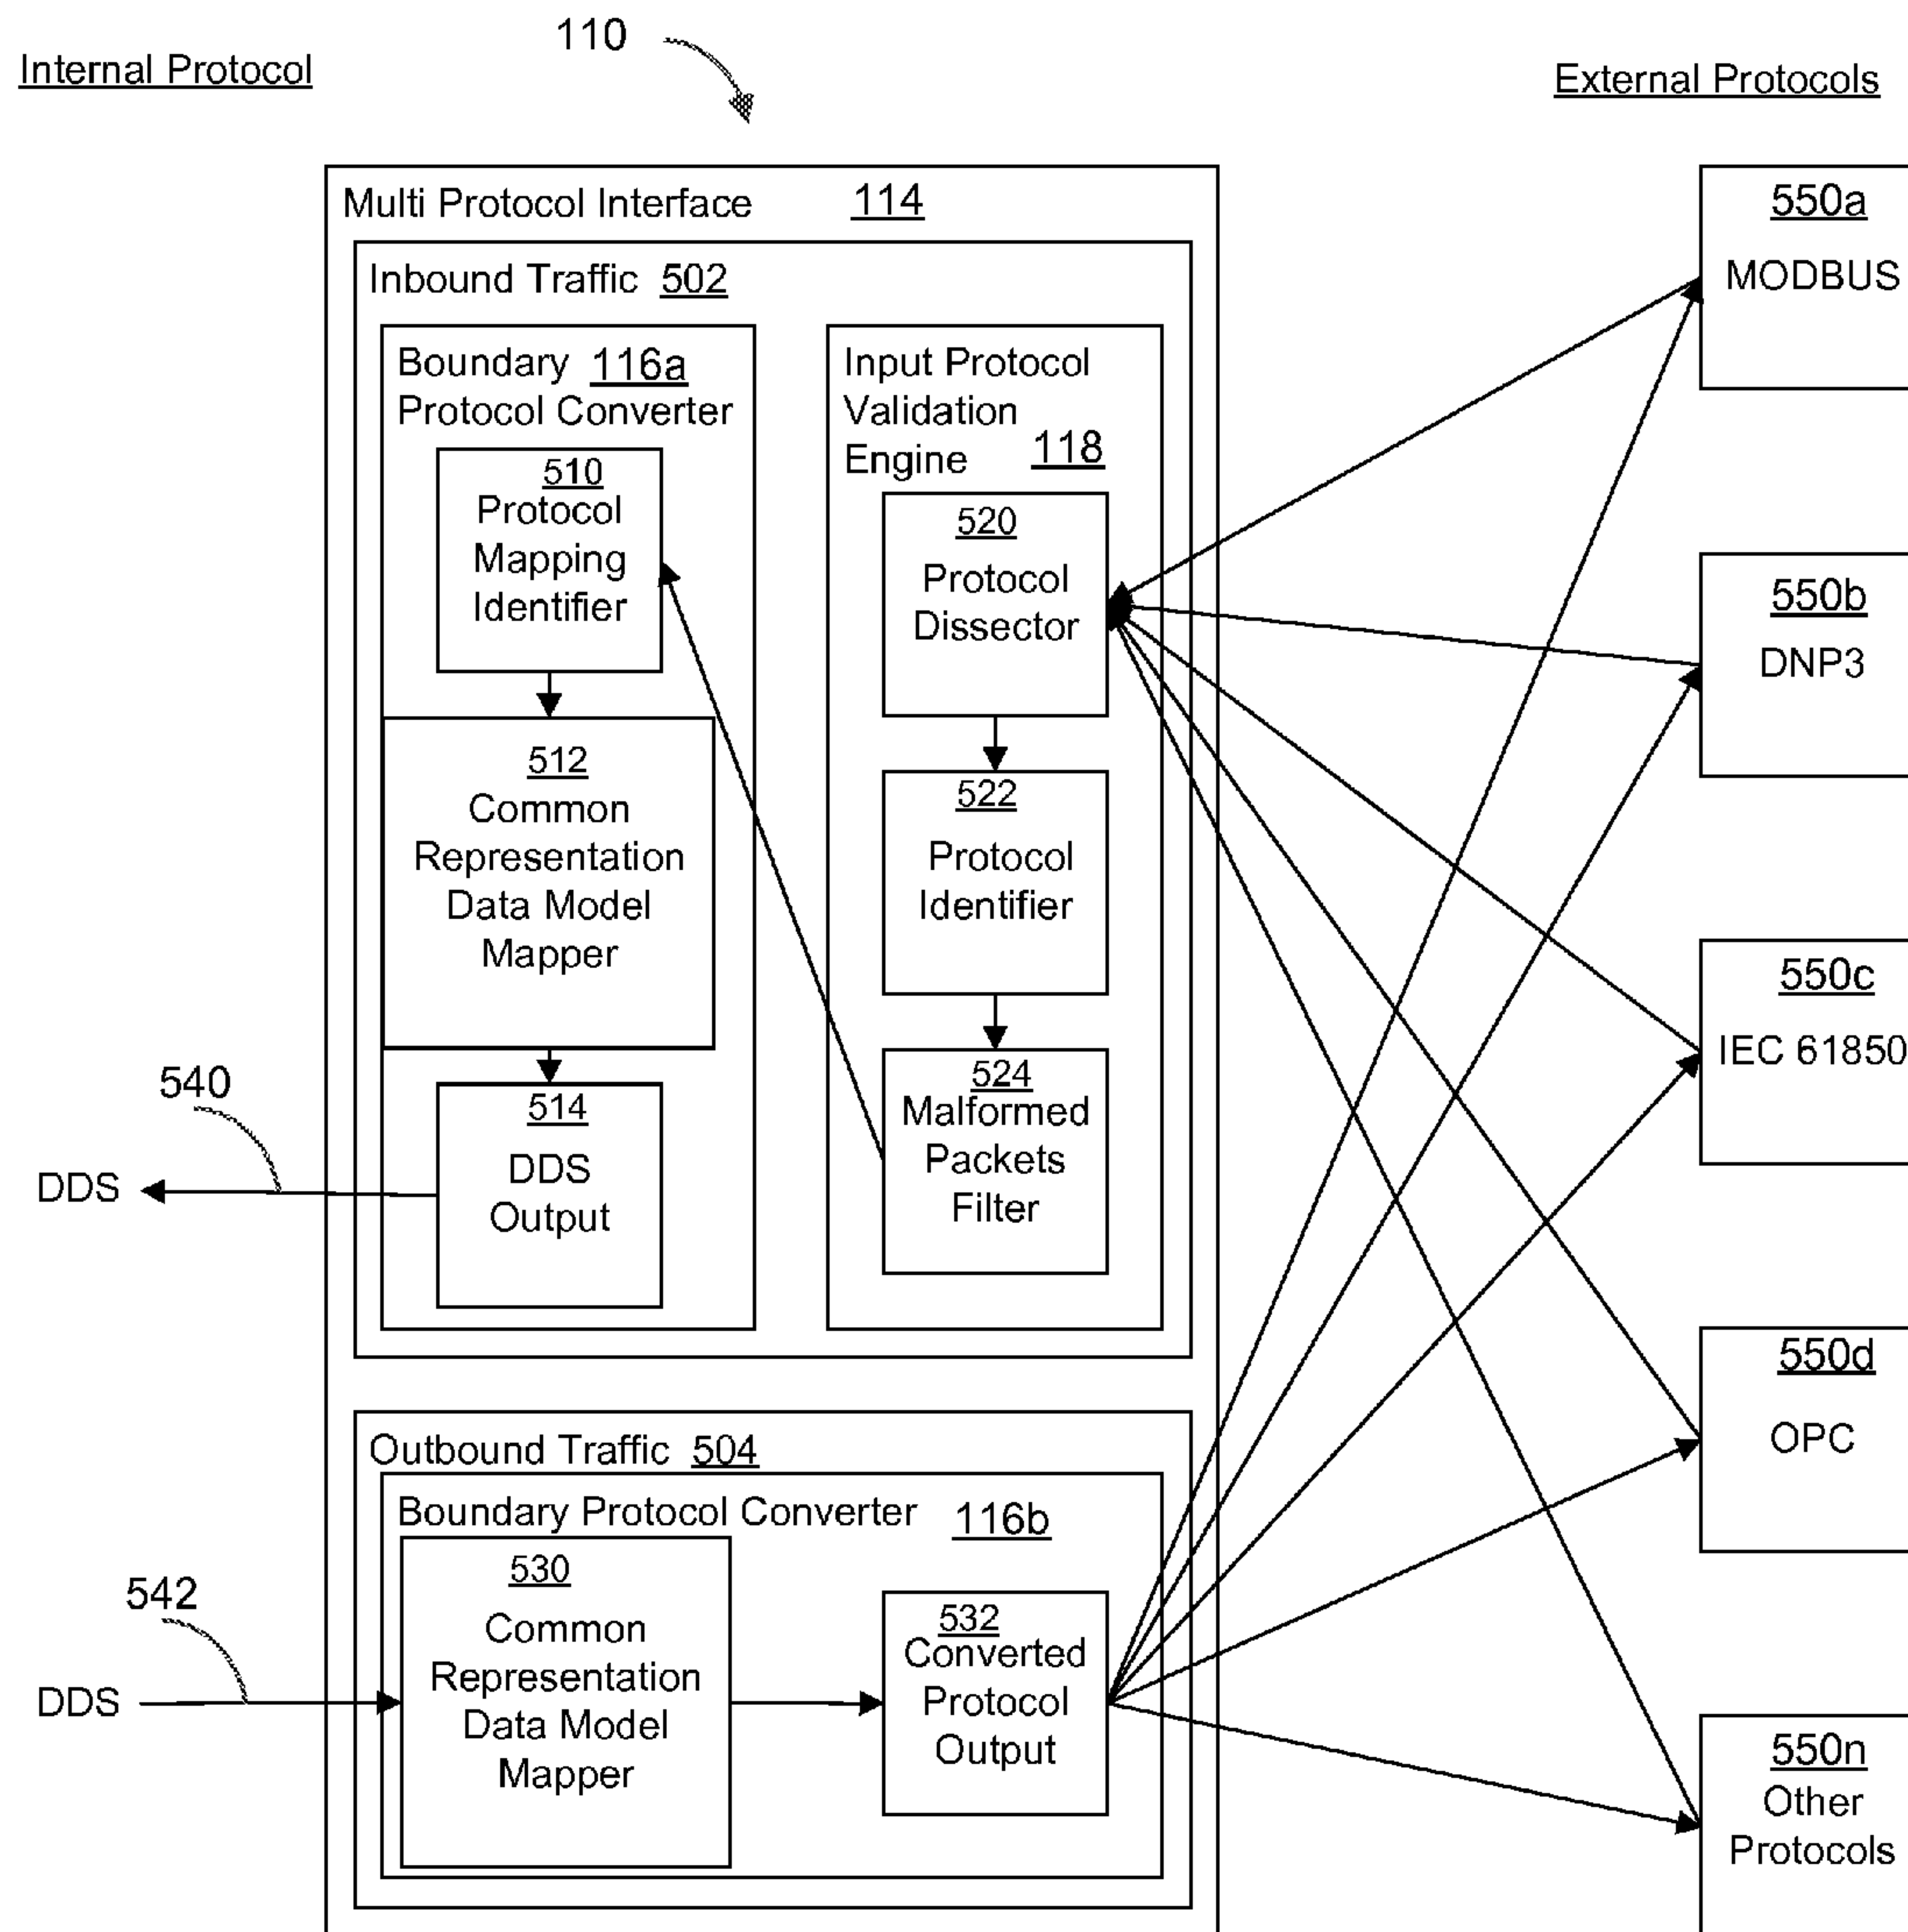 110
Internal Protocol
External Protocols
Multi Protocol Interface 114
Inbound Traffic 502
Boundary 116a
Protocol Converter
510
Protocol
Mapping
Identifier
512
Common
Representation
Data Model
Mapper
514
DDS
Output
Input Protocol
Validation
Engine 118
520
Protocol
Dissector
522
Protocol
Identifier
524
Malformed
Packets
Filter
540
DDS
Outbound Traffic 504
Boundary Protocol Converter 116b
530
Common
Representation
Data Model
Mapper
532
Converted
Protocol
Output
542
DDS
550a
MODBUS
550b
DNP3
550c
IEC 61850
550d
OPC
550n
Other
Protocols